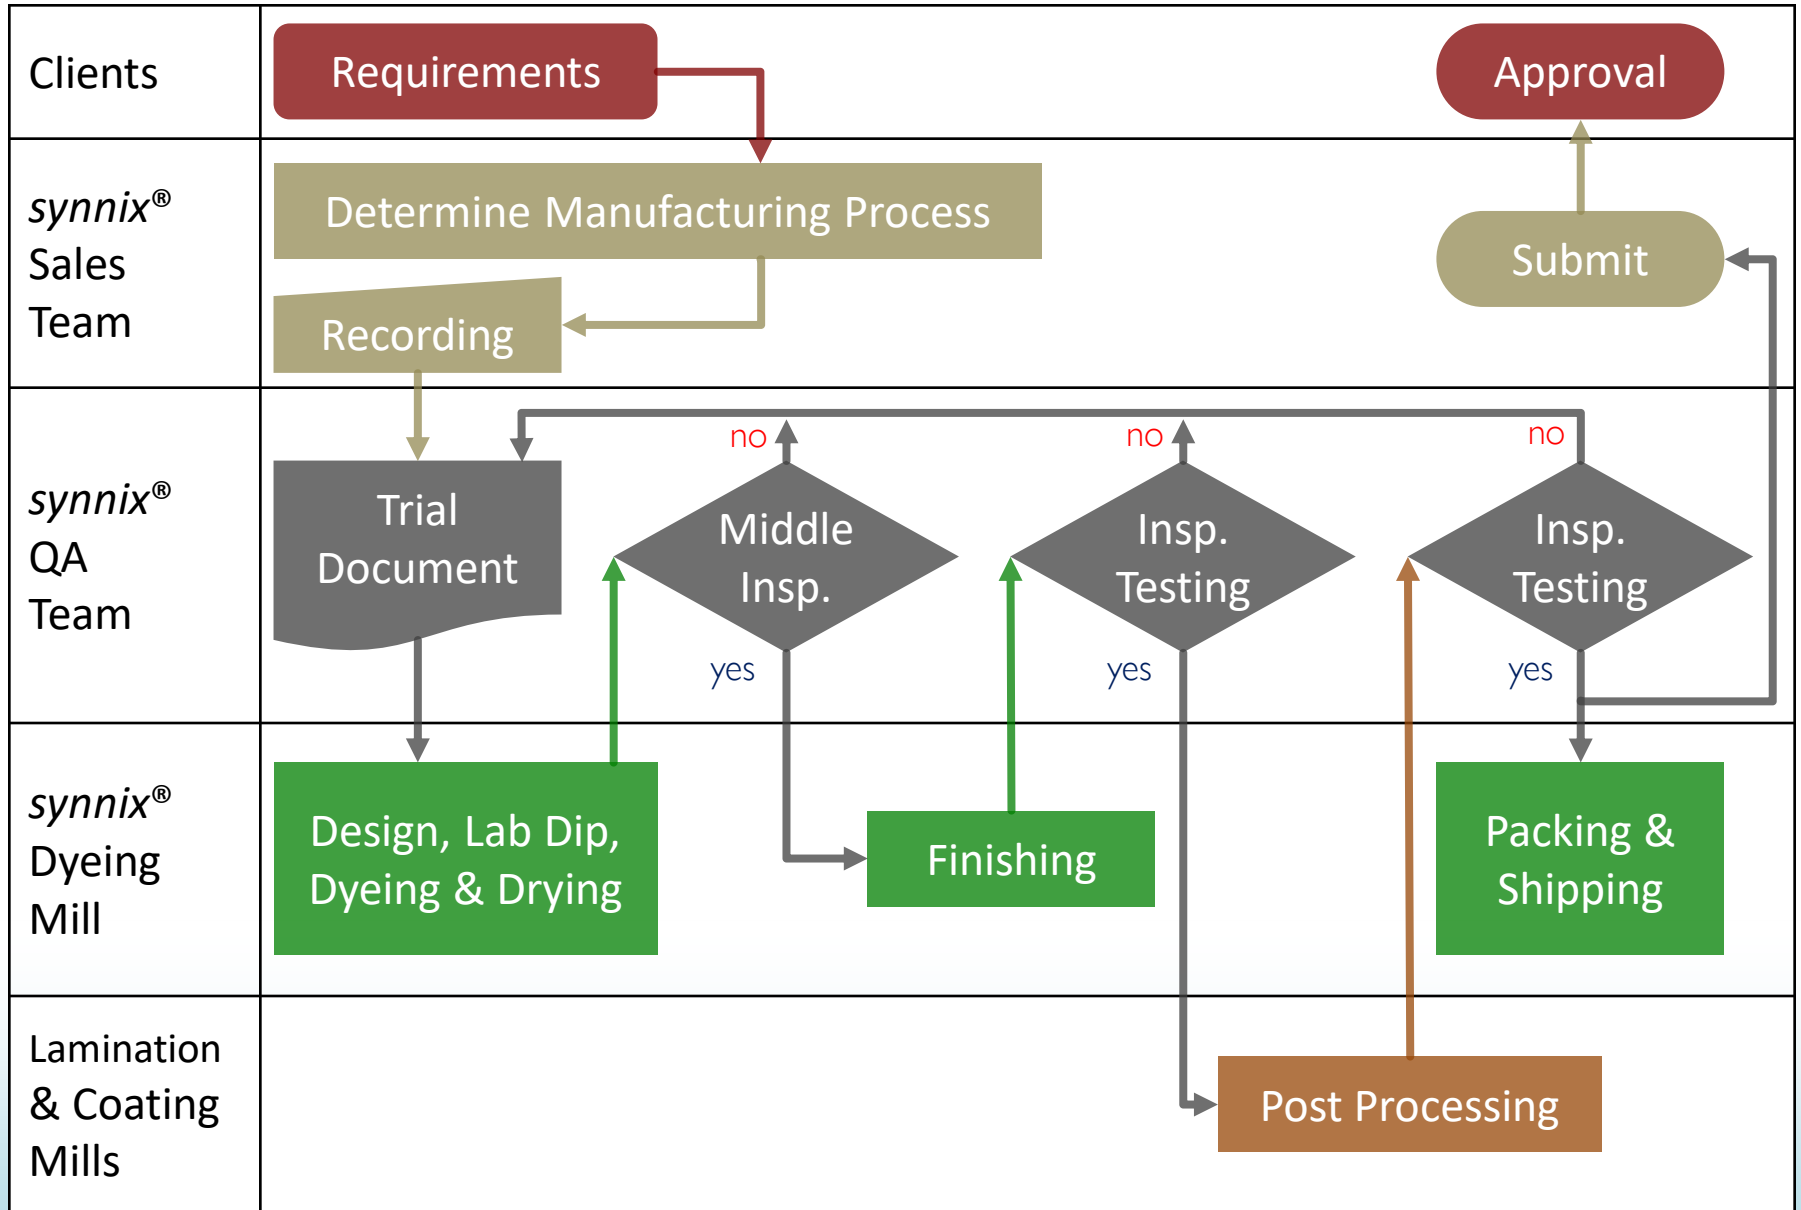 Clients
Requirements
Approval
synnix®
Sales
Team
Determine Manufacturing Process
Submit
Recording
synnix®
QA
Team
Trial
Document
no
Middle
Insp.
yes
no
Insp.
Testing
yes
no
Insp.
Testing
yes
synnix®
Dyeing
Mill
Design, Lab Dip,
Dyeing & Drying
Finishing
Packing &
Shipping
Lamination
& Coating
Mills
Post Processing